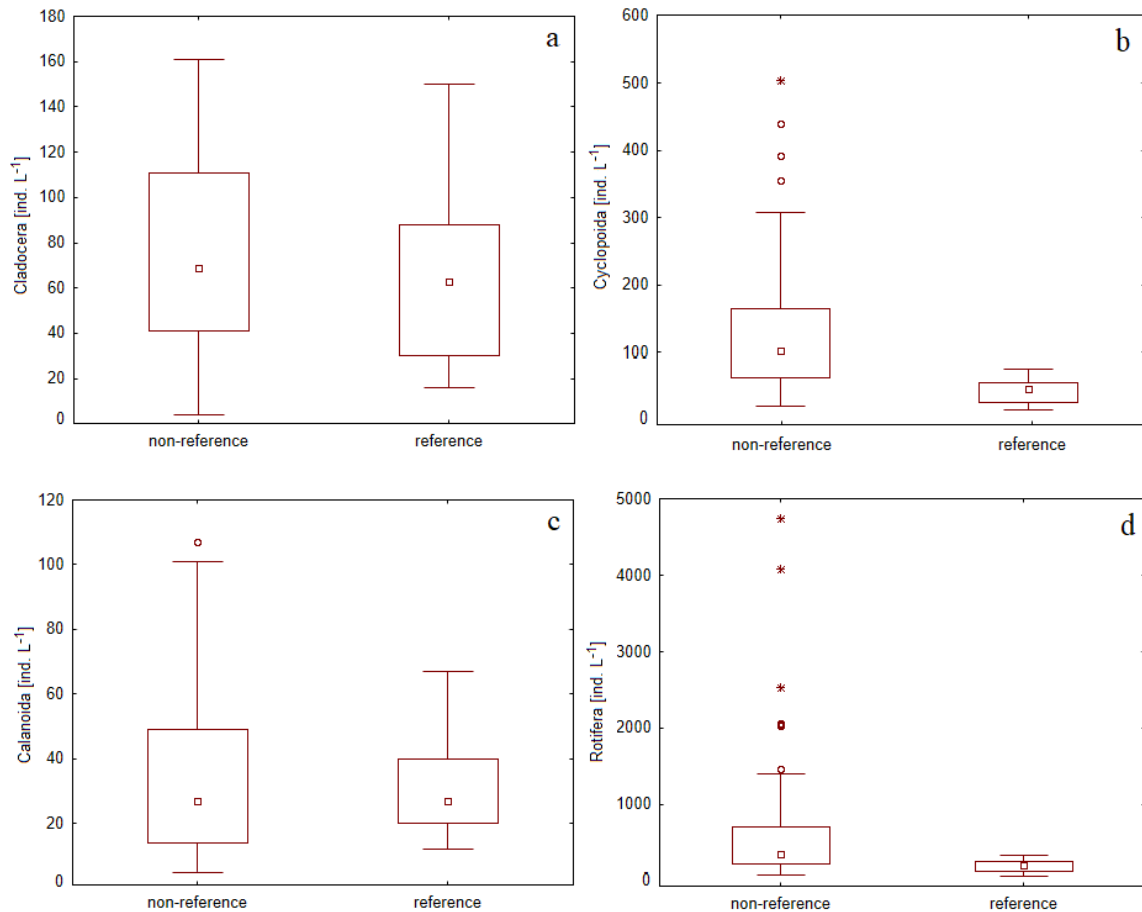 180
160
140
120
100
80
60
40
20
0
Cladocera [ind. L-1]
a
non-reference
reference
600
500
400
300
200
100
0
Cyclopoida [ind. L-1]
b
non-reference
reference
120
100
80
60
40
20
0
Calanoida [ind. L-1]
c
non-reference
reference
5000
4000
3000
2000
1000
0
Rotifera [ind. L-1]
d
non-reference
reference